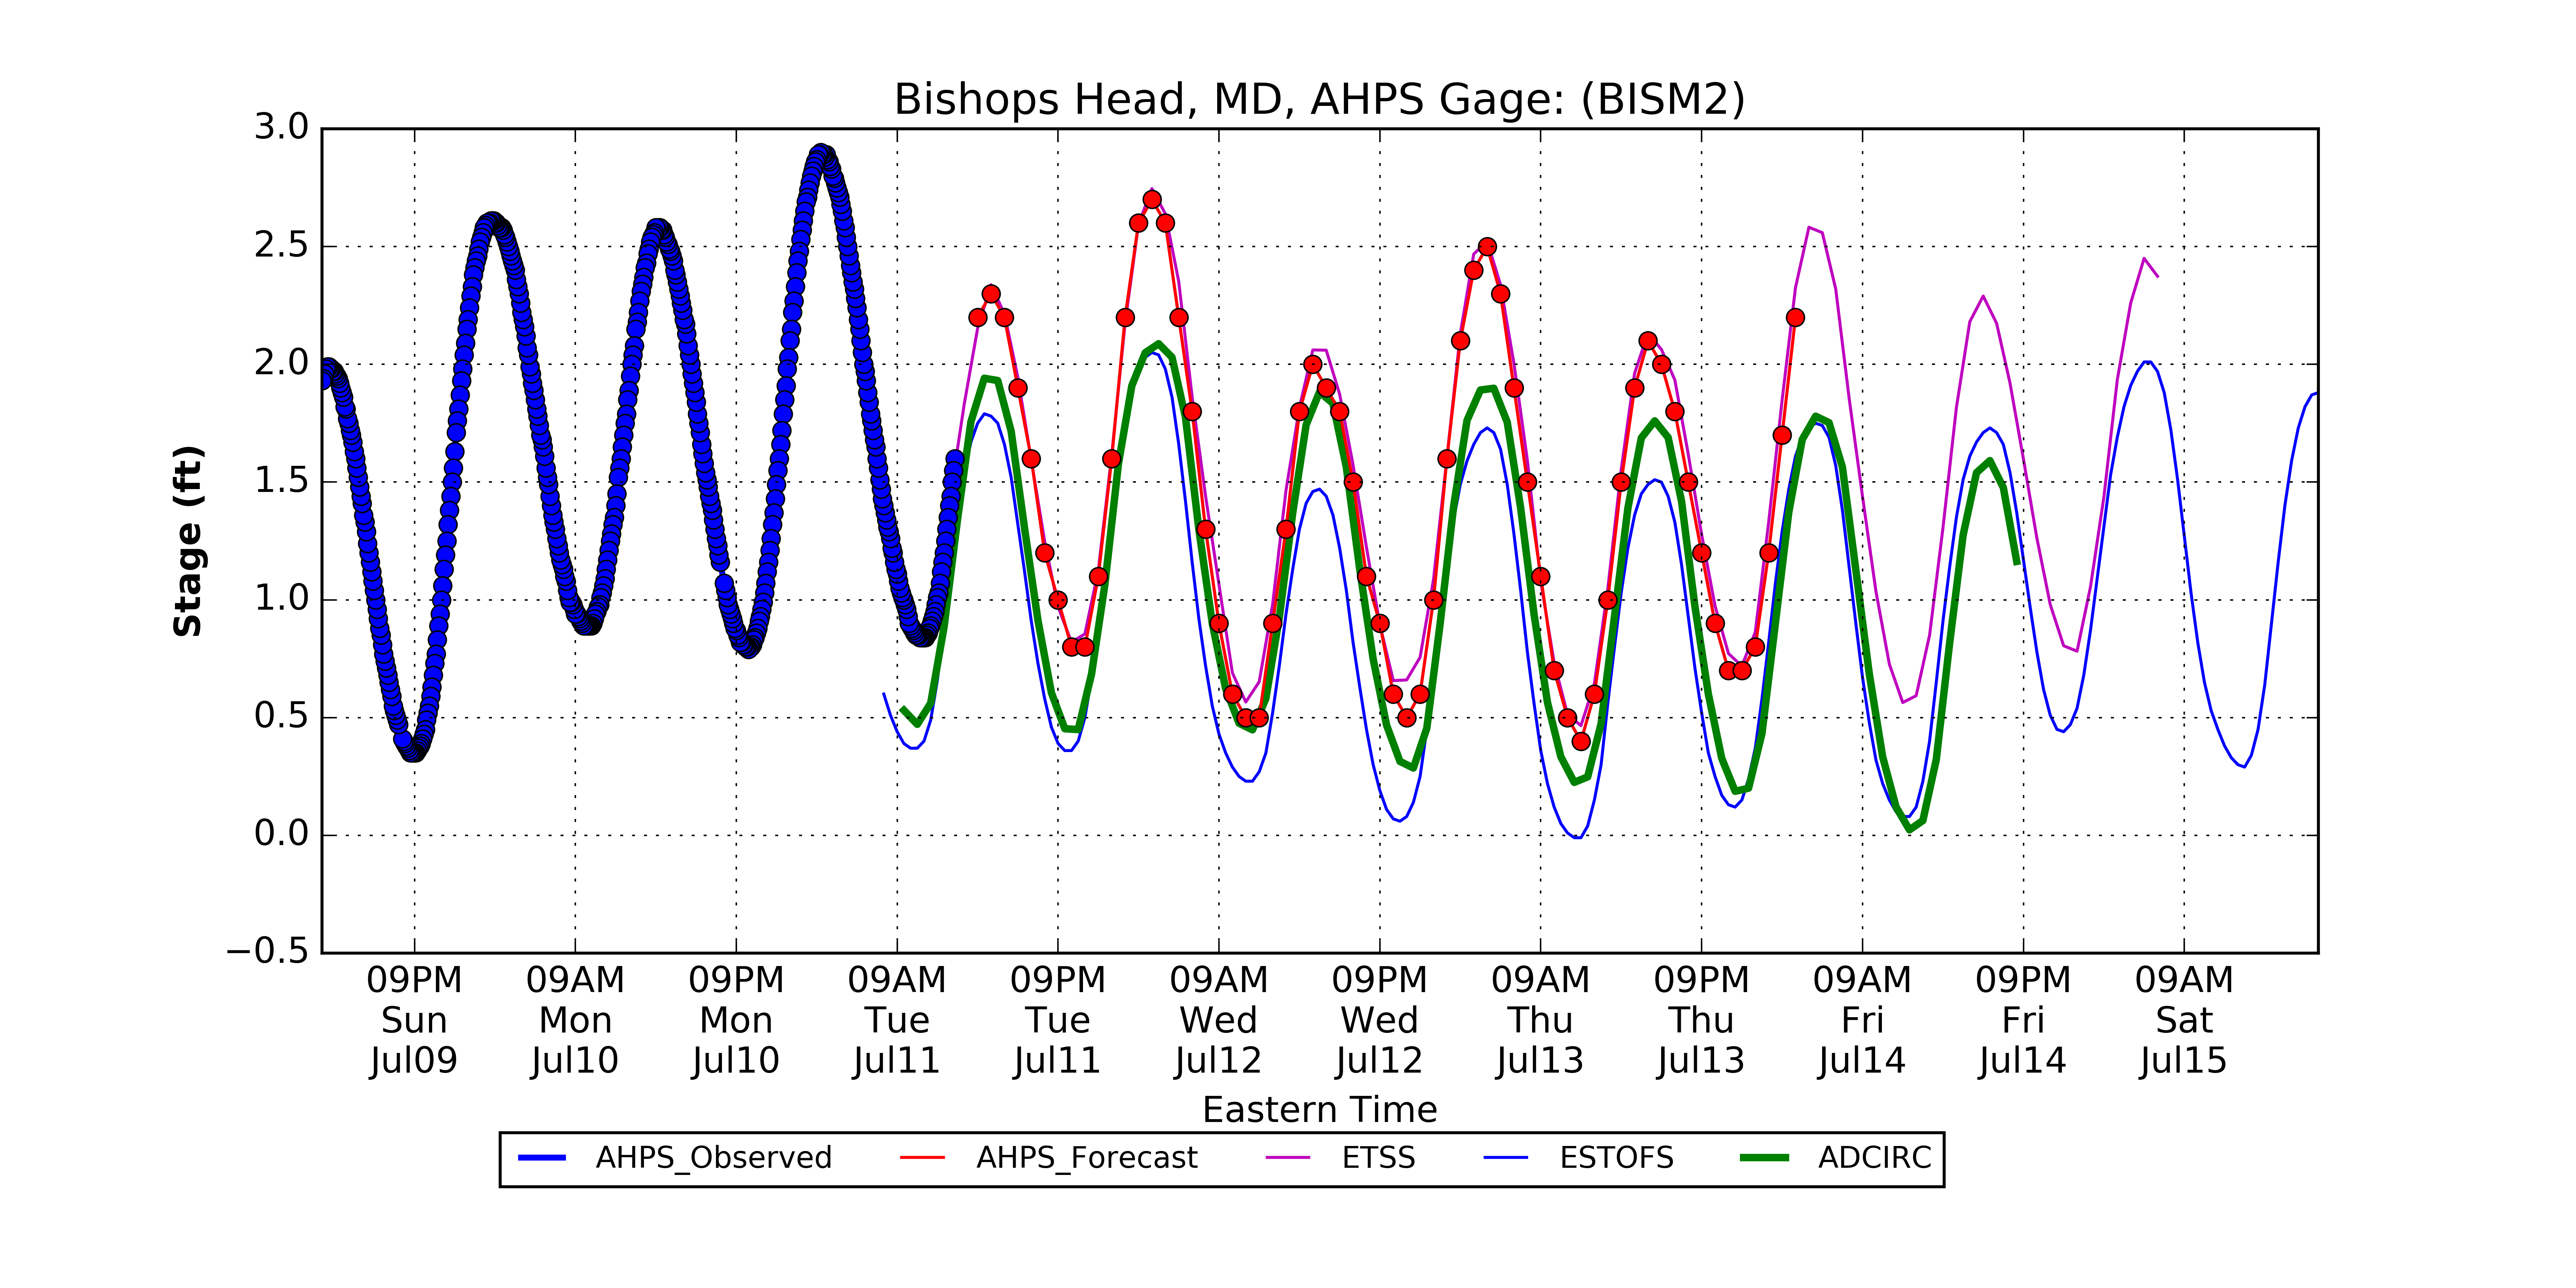 Bishops Head, MD, AHPS Gage: (BISM2)
3.0
2.5
2.0
1.5
1.0
0.5
0.0
−0.5
Stage (ft)
09PM 09AM 09PM 09AM 09PM 09AM 09PM 09AM 09PM 09AM 09PM 09AM
Sun Mon Mon Tue Tue Wed Wed Thu Thu Fri Fri Sat
Jul09 Jul10 Jul10 Jul11 Jul11 Jul12 Jul12 Jul13 Jul13 Jul14 Jul14 Jul15
Eastern Time
AHPS_Observed AHPS_Forecast ETSS ESTOFS ADCIRC